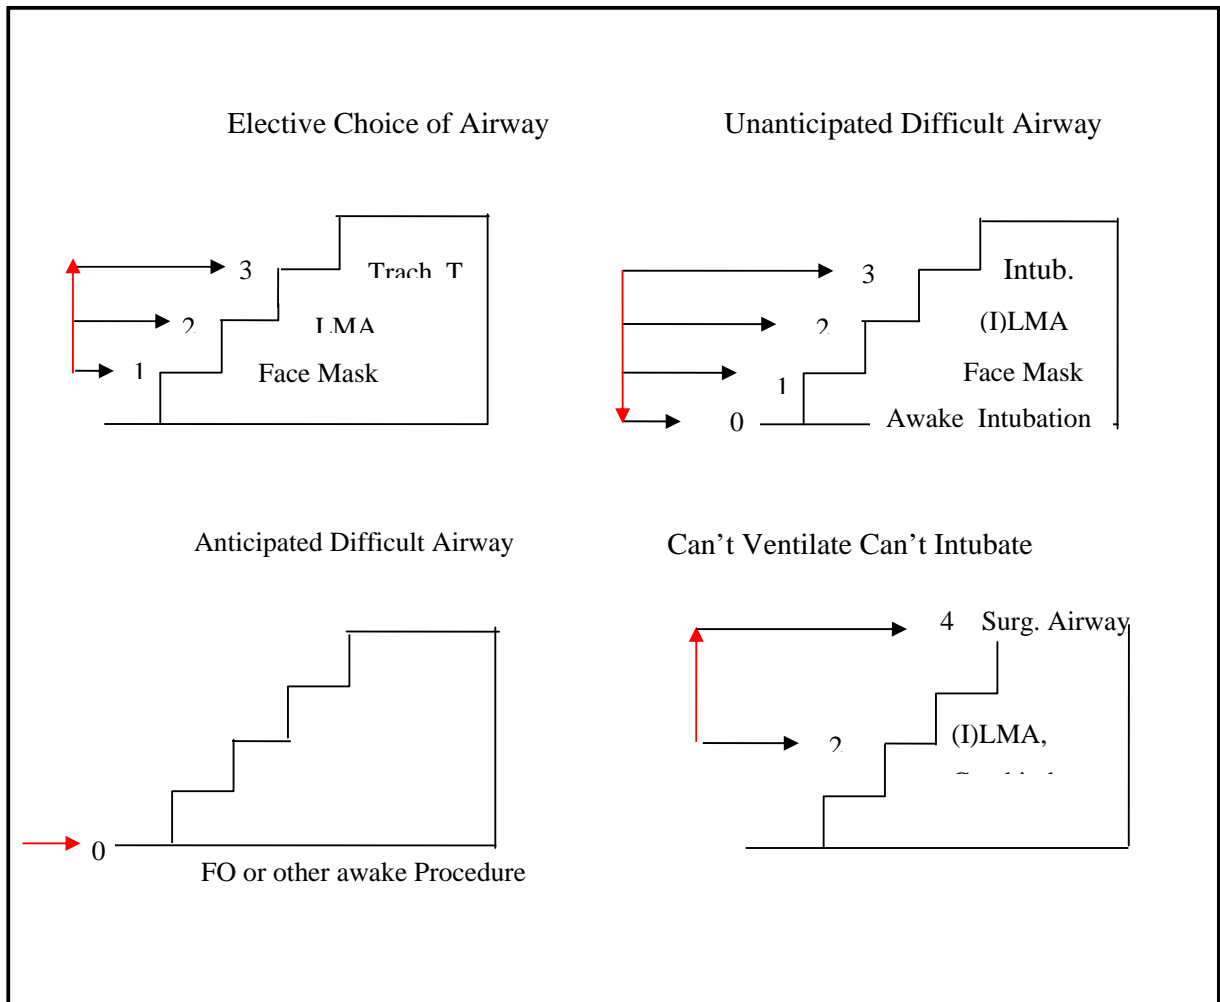 Elective Choice of Airway
3 Trach. T
2 LMA
1 Face Mask
Unanticipated Difficult Airway
3 Intub.
2 (I)LMA
1 Face Mask
0 Awake Intubation
Anticipated Difficult Airway
0
FO or other awake Procedure
Can’t Ventilate Can’t Intubate
4 Surg. Airway
2 (I)LMA,